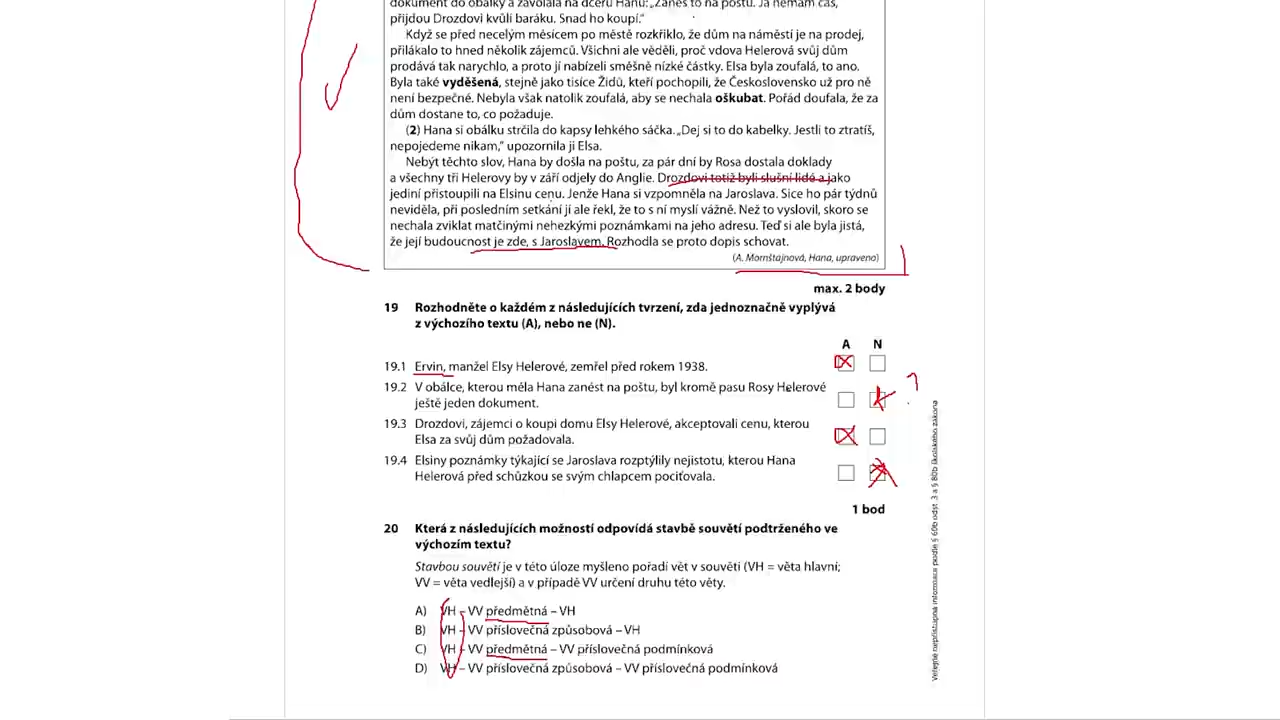 dokument do obálky a zavolala na dceru Hanu: „Zanes to na poštu. Já nemám čas,
přijdou Drozdovi kvůli baráku. Snad ho koupí.“
Když se před necelým měsícem po městě rozkřiklo, že dům na náměstí je na prodej,
přilákalo to hned několik zájemců. Všichni ale věděli, proč vdova Helerová svůj dům
prodává tak narychlo, a proto jí nabízeli směšně nízké částky. Elsa byla zoufalá, to ano.
Byla také vyděšená, stejně jako tisíce Židů, kteří pochopili, že Československo už pro ně
není bezpečné. Nebyla však natolik zoufalá, aby se nechala oškubat. Pořád doufala, že za
dům dostane to, co požaduje.
(2) Hana si obálku strčila do kapsy lehkého sáčka. „Dej si to do kabelky. Jestli to ztratíš,
nepojedeme nikam,“ upozornila ji Elsa.
Nebýt těchto slov, Hana by došla na poštu, za pár dní by Rosa dostala doklady
a všechny tři Helerovy by v září odjely do Anglie. Drozdovi totiž byli slušní lidé a jako
jediní přistoupili na Elsinu cenu. Jenže Hana si vzpomněla na Jaroslava. Sice ho pár týdnů
neviděla, při posledním setkání jí ale řekl, že to s ní myslí vážně. Než to vyslovil, skoro se
nechala zviklat matčinými nehezkými poznámkami na jeho adresu. Teď si ale byla jistá,
že její budoucnost je zde, s Jaroslavem. Rozhodla se proto dopis schovat.
(A. Mornštajnová, Hana, upraveno)
max. 2 body
19 Rozhodněte o každém z následujících tvrzení, zda jednoznačně vyplývá
z výchozího textu (A), nebo ne (N).
A N
19.1 Ervin, manžel Elsy Helerové, zemřel před rokem 1938.
19.2 V obálce, kterou měla Hana zanést na poštu, byl kromě pasu Rosy Helerové
ještě jeden dokument.
?
19.3 Drozdovi, zájemci o koupi domu Elsy Helerové, akceptovali cenu, kterou
Elsa za svůj dům požadovala.
19.4 Elsiny poznámky týkající se Jaroslava rozptýlily nejistotu, kterou Hana
Helerová před schůzkou se svým chlapcem pociťovala.
1 bod
20 Která z následujících možností odpovídá stavbě souvětí podtrženého ve
výchozím textu?
Stavbou souvětí je v této úloze myšleno pořadí vět v souvětí (VH = věta hlavní;
VV = věta vedlejší) a v případě VV určení druhu této věty.
A) VH – VV předmětná – VH
B) VH – VV příslovečná způsobová – VH
C) VH – VV předmětná – VV příslovečná podmínková
D) VH – VV příslovečná způsobová – VV příslovečná podmínková
Veřejně nepřístupná informace podle § 60b odst. 3 a § 80b školského zákona